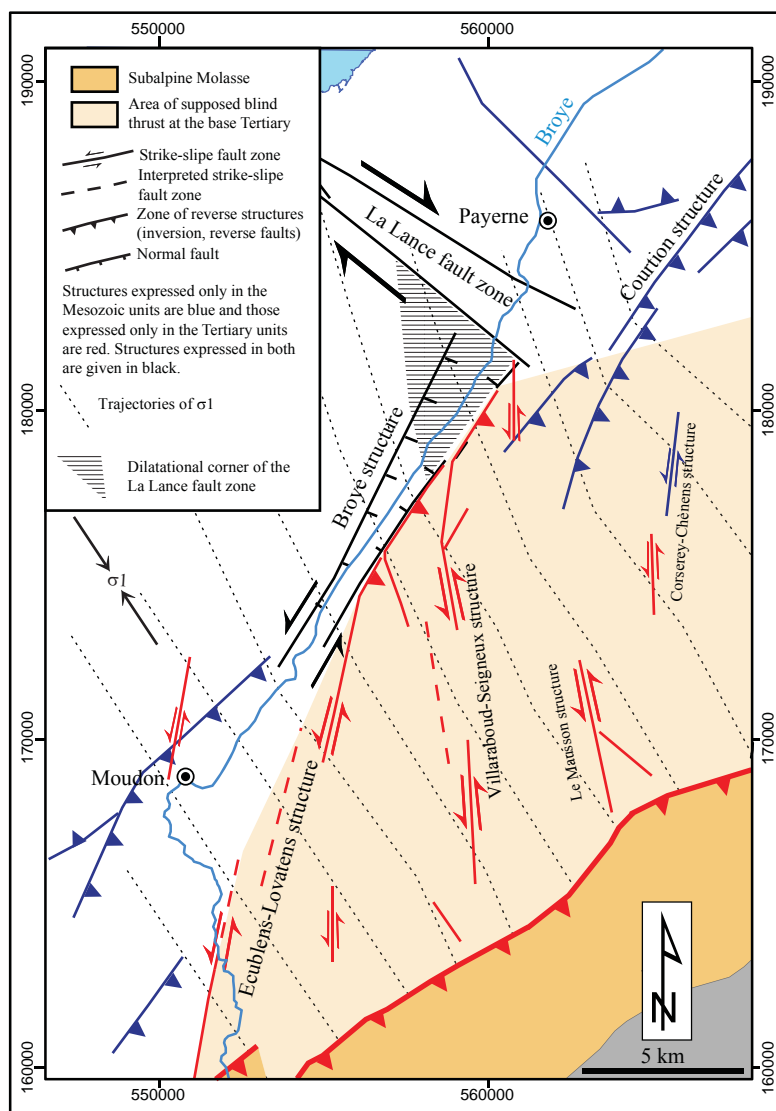 550000
560000
190000
190000
Subalpine Molasse
Area of supposed blind
thrust at the base Tertiary
Strike-slipe fault zone
Interpreted strike-slipe
fault zone
Zone of reverse structures
(inversion, reverse faults)
Normal fault
Structures expressed only in the
Mesozoic units are blue and those
expressed only in the Tertiary units
are red. Structures expressed in both
are given in black.
Trajectories of σ1
Dilatational corner of the
La Lance fault zone
Broye
Payerne
La Lance fault zone
Courtion structure
180000
180000
Broye structure
σ1
Corserey-Chènens structure
Villaraboud-Seigneux structure
Le Mansson structure
170000
170000
Moudon
Ecublens-Lovatens structure
N
5 km
160000
160000
550000
560000